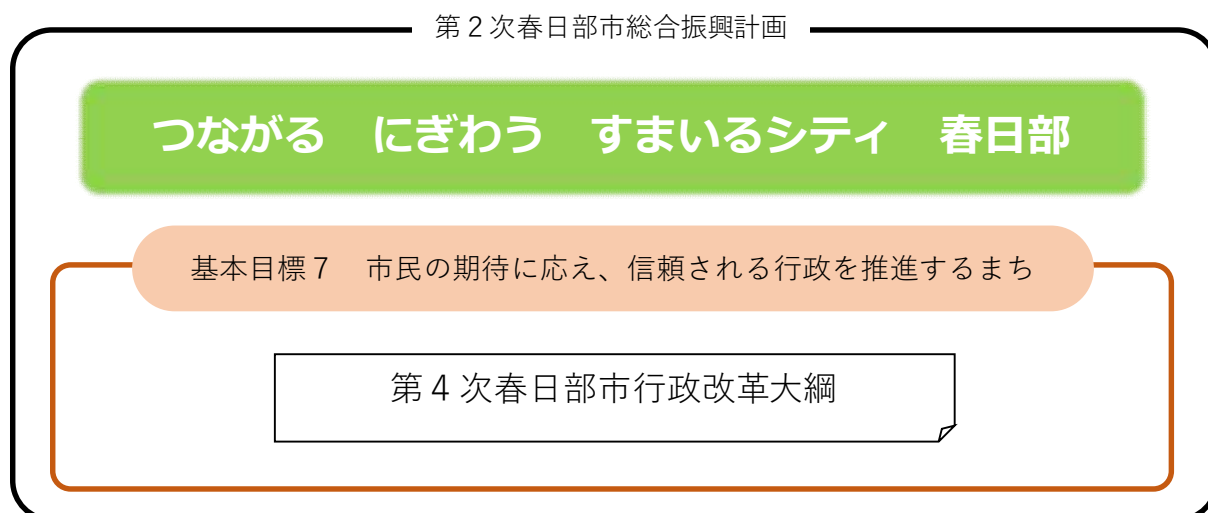 第２次春日部市総合振興計画
つながる　にぎわう　すまいるシティ　春日部
基本目標７　市民の期待に応え、信頼される行政を推進するまち
第４次春日部市行政改革大綱